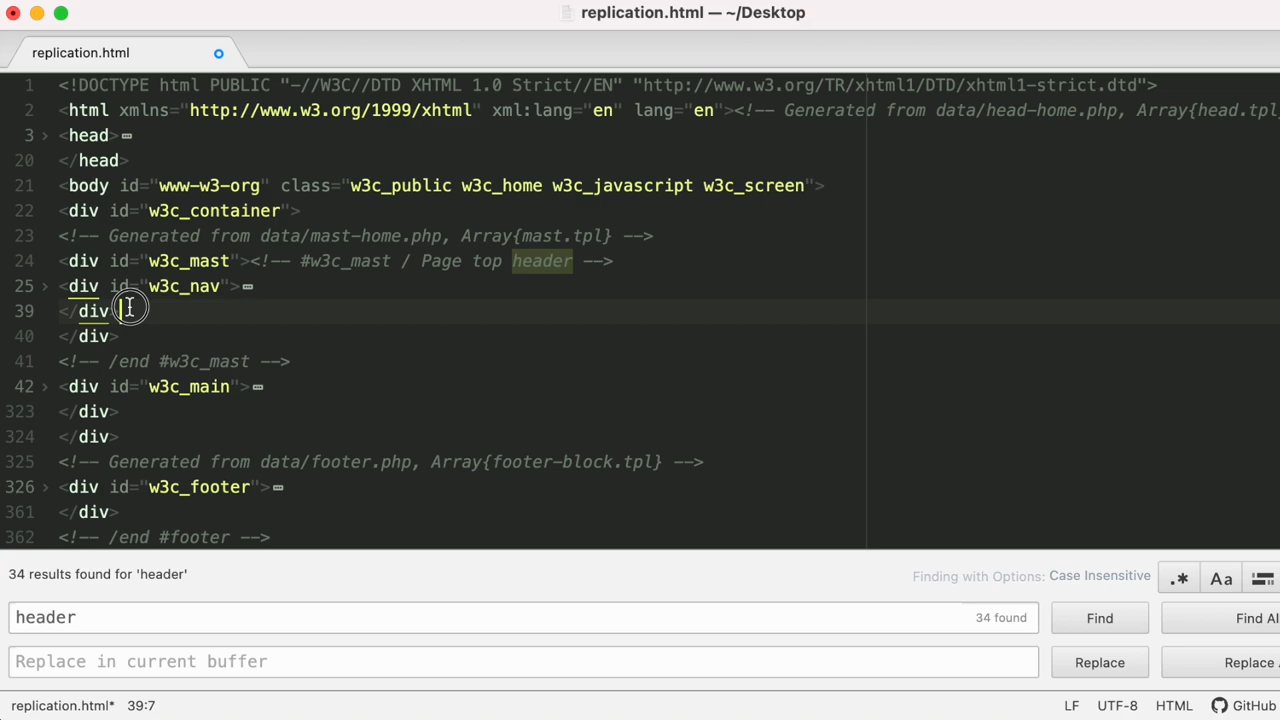 replication.html — ~/Desktop
replication.html
1 <!DOCTYPE html PUBLIC "-//W3C//DTD XHTML 1.0 Strict//EN" "http://www.w3.org/TR/xhtml1/DTD/xhtml1-strict.dtd">
2 <html xmlns="http://www.w3.org/1999/xhtml" xml:lang="en" lang="en"><!-- Generated from data/head-home.php, Array{head.tpl
3 <head>
20 </head>
21 <body id="www-w3-org" class="w3c_public w3c_home w3c_javascript w3c_screen">
22 <div id="w3c_container">
23 <!-- Generated from data/mast-home.php, Array{mast.tpl} -->
24 <div id="w3c_mast"><!-- #w3c_mast / Page top header -->
25 <div id="w3c_nav">
39 </div>
40 </div>
41 <!-- /end #w3c_mast -->
42 <div id="w3c_main">
323 </div>
324 </div>
325 <!-- Generated from data/footer.php, Array{footer-block.tpl} -->
326 <div id="w3c_footer">
361 </div>
362 <!-- /end #footer -->
34 results found for 'header' Finding with Options: Case Insensitive .* Aa
header 34 found Find Find Al
Replace in current buffer Replace Replace
replication.html* 39:7 LF UTF-8 HTML GitHub